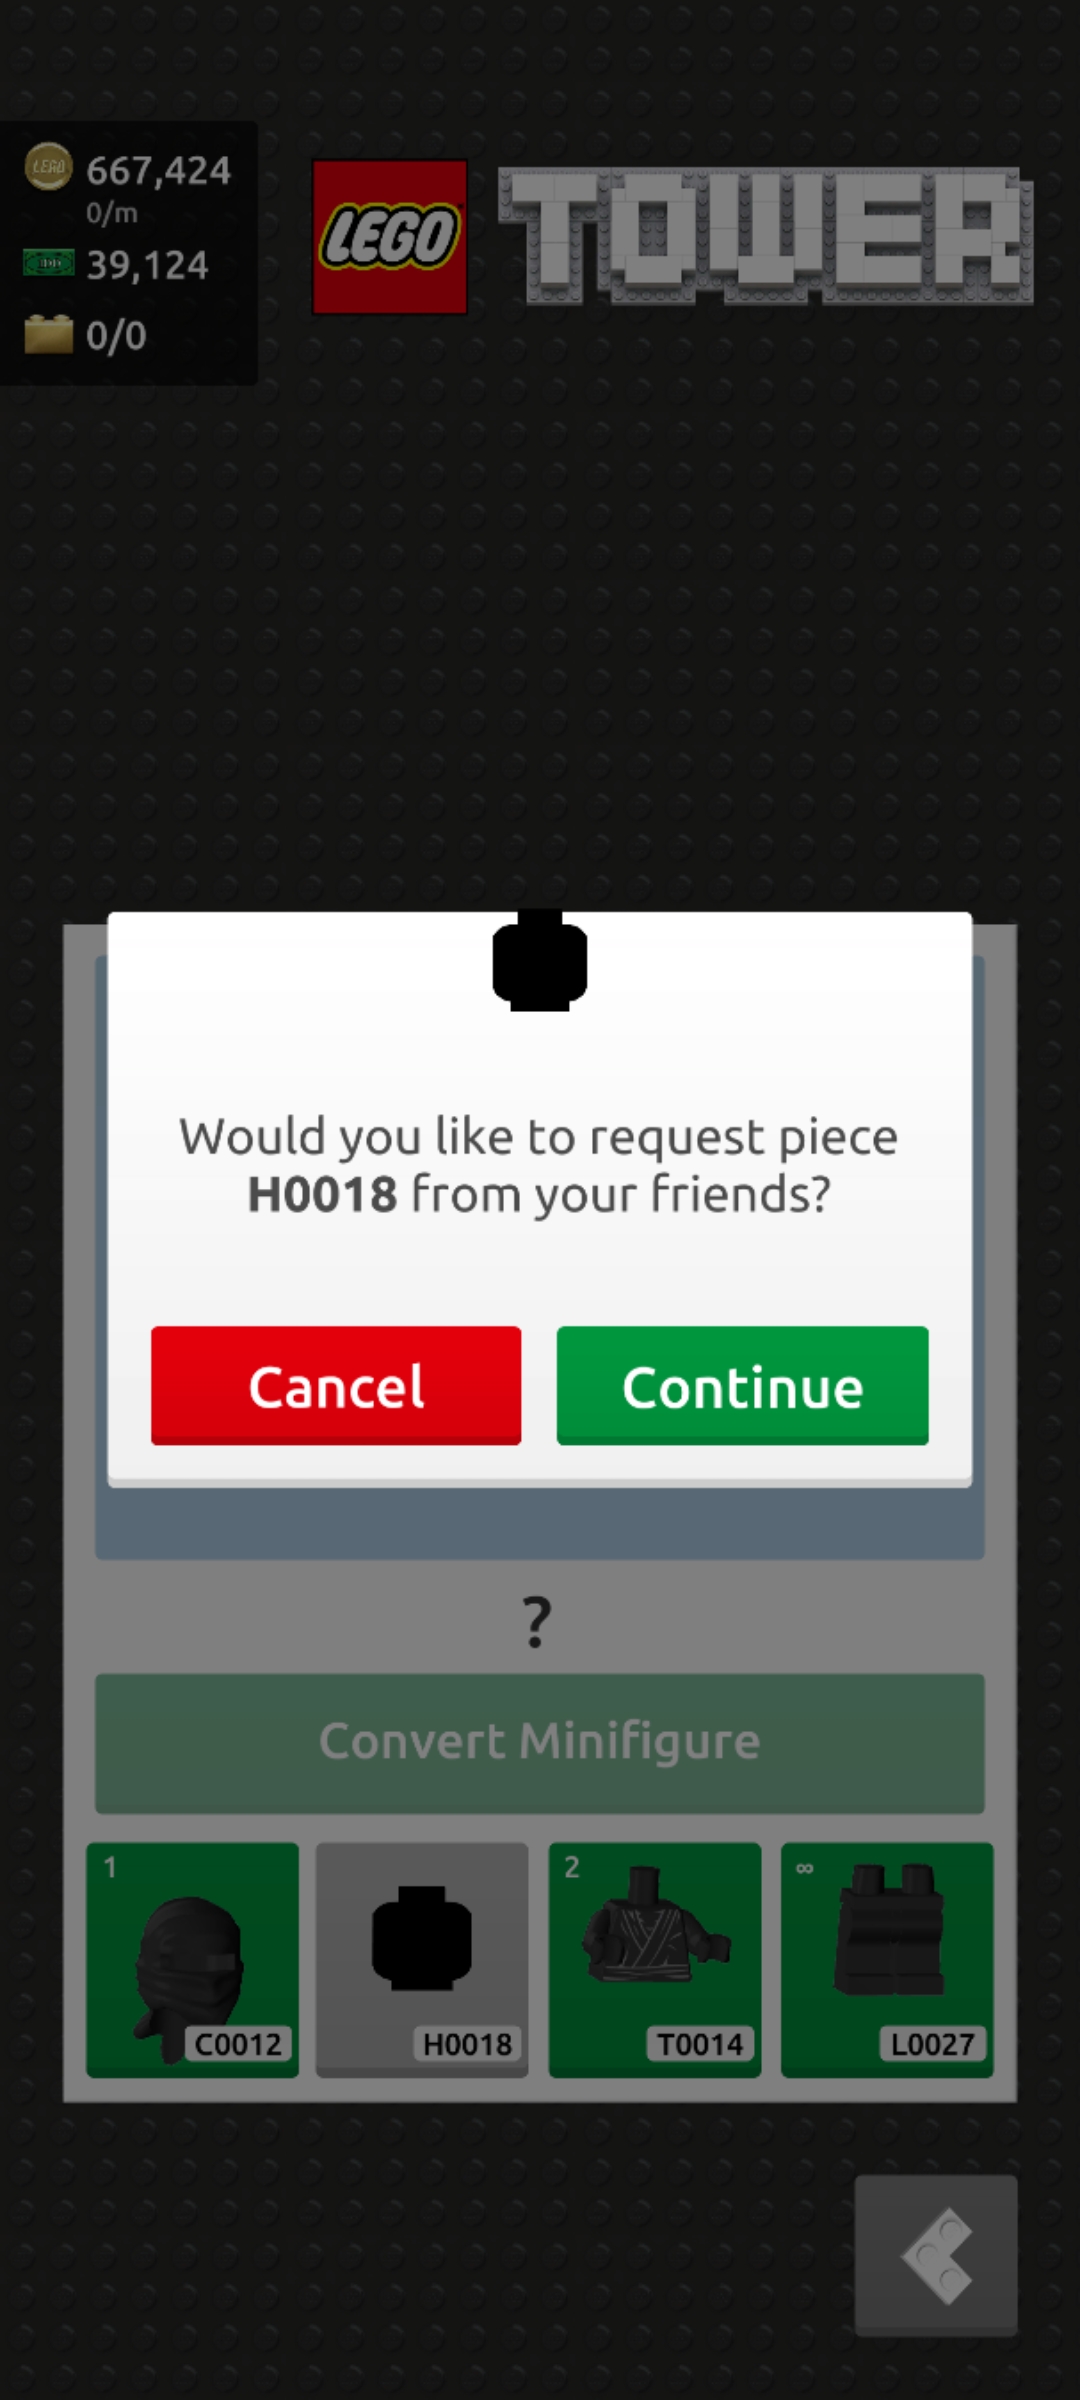 667,424
0/m
39,124
0/0
LEGO
TOWER
Would you like to request piece
H0018 from your friends?
Cancel
Continue
?
Convert Minifigure
1
C0012
H0018
2
T0014
∞
L0027